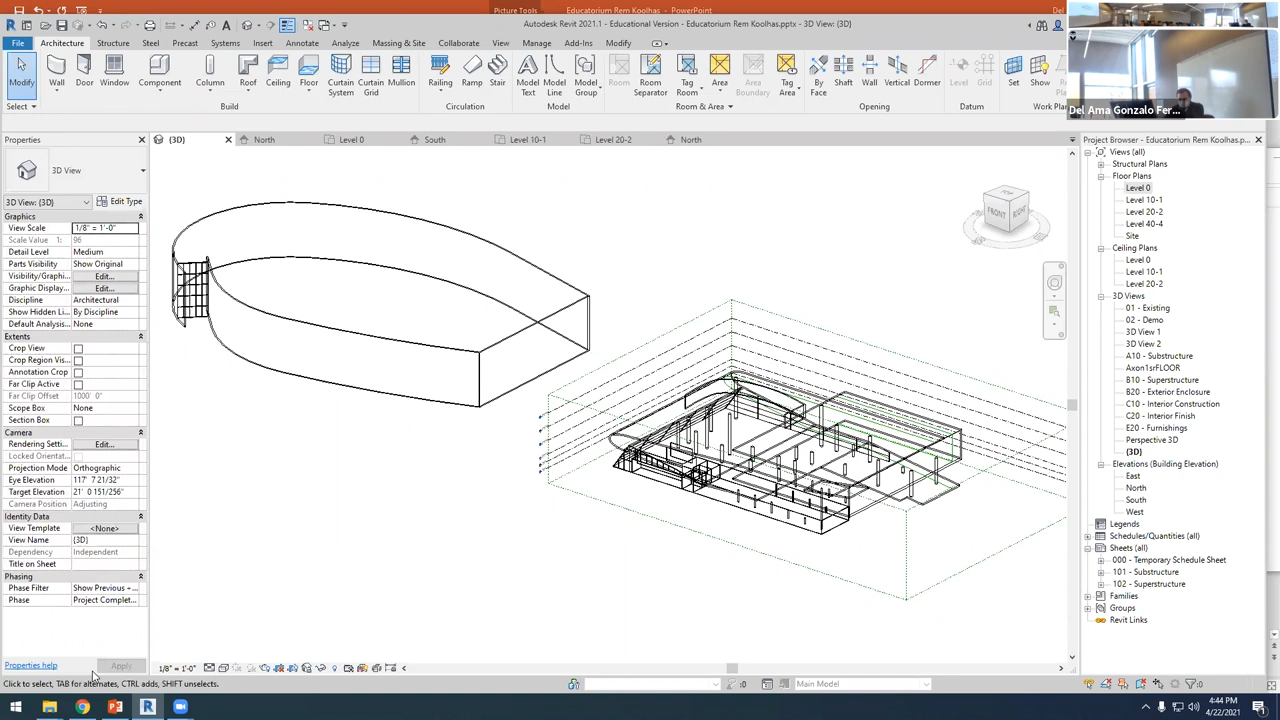 Picture Tools
Educatorium Rem Koolhas - PowerPoint
Autodesk Revit 2021.1 - Educational Version - Educatorium Rem Koolhas.pptx - 3D View: {3D}
File Architecture Structure Steel Precast Systems Insert Annotate Analyze Collaborate View Manage Add-Ins Modify
Modify Wall Door Window Component Column Roof Ceiling Floor Curtain System Curtain Grid Mullion Railing Ramp Stair Model Text Model Line Model Group Room Room Separator Tag Room Area Area Boundary Tag Area By Face Shaft Wall Vertical Dormer Level Grid Set Show
Select Build Circulation Model Room & Area Opening Datum Work
Del Ama Gonzalo Fer...
Properties
{3D} North Level 0 South Level 10-1 Level 20-2 North
3D View
3D View: {3D} Edit Type
Graphics
View Scale 1/8" = 1'-0"
Scale Value 1: 96
Detail Level Medium
Parts Visibility Show Original
Visibility/Graphi... Edit...
Graphic Display... Edit...
Discipline Architectural
Show Hidden Li... By Discipline
Default Analysis... None
Extents
Crop View
Crop Region Vis...
Annotation Crop
Far Clip Active
Far Clip Offset 1000' 0"
Scope Box None
Section Box
Camera
Rendering Setti... Edit...
Locked Orientat...
Projection Mode Orthographic
Eye Elevation 117' 7 21/32"
Target Elevation 21' 0 151/256"
Camera Position Adjusting
Identity Data
View Template <None>
View Name {3D}
Dependency Independent
Title on Sheet
Phasing
Phase Filter Show Previous + ...
Phase Project Complet...
Properties help Apply
TOP
FRONT
RIGHT
Project Browser - Educatorium Rem Koolhas.p...
Views (all)
Structural Plans
Floor Plans
Level 0
Level 10-1
Level 20-2
Level 40-4
Site
Ceiling Plans
Level 0
Level 10-1
Level 20-2
3D Views
01 - Existing
02 - Demo
3D View 1
3D View 2
A10 - Substructure
Axon1srFLOOR
B10 - Superstructure
B20 - Exterior Enclosure
C10 - Interior Construction
C20 - Interior Finish
E20 - Furnishings
Perspective 3D
{3D}
Elevations (Building Elevation)
East
North
South
West
Legends
Schedules/Quantities (all)
Sheets (all)
000 - Temporary Schedule Sheet
101 - Substructure
102 - Superstructure
Families
Groups
Revit Links
1/8" = 1'-0"
Click to select, TAB for alternates, CTRL adds, SHIFT unselects.
:0
Main Model
:0
4:44 PM
4/22/2021